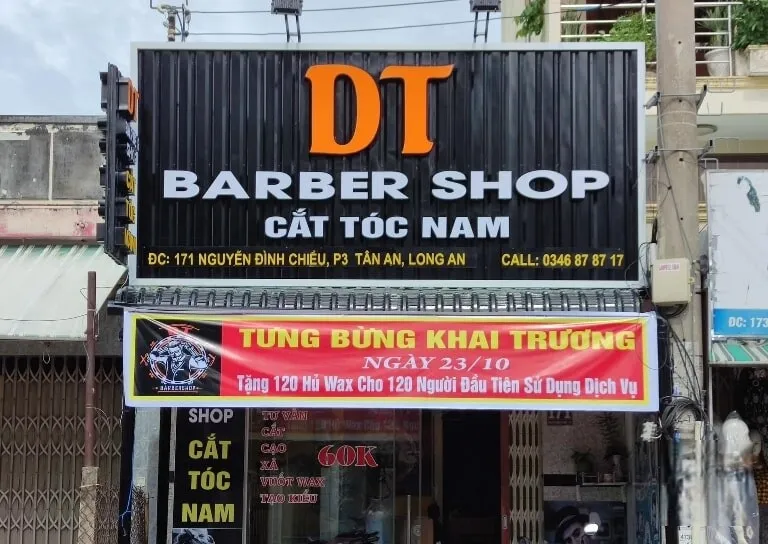 DT
BARBER SHOP
CẮT TÓC NAM
ĐC: 171 NGUYỄN ĐÌNH CHIỂU, P3 TÂN AN, LONG AN
CALL: 0346 87 87 17
TƯNG BỪNG KHAI TRƯƠNG
NGÀY 23/10
Tặng 120 Hủ Wax Cho 120 Người Đầu Tiên Sử Dụng Dịch Vụ
DT
BARBERSHOP
SHOP
CẮT
TÓC
NAM
TƯ VẤN
CẮT
CẠO
XẢ
VUỐT WAX
TẠO KIỂU
60K
ĐC: 173